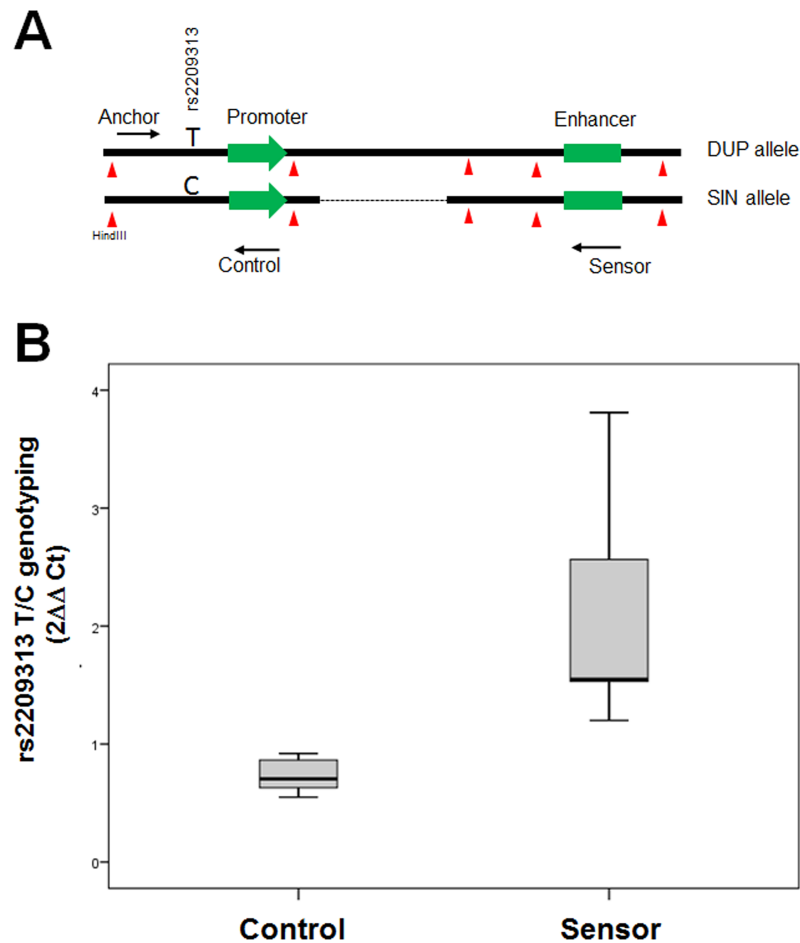 A
rs2209313
Anchor
Promoter
Enhancer
T
DUP allele
C
SIN allele
HindIII
Control
Sensor
B
rs2209313 T/C genotyping
(2ΔΔ Ct)
4
3
2
1
0
Control
Sensor